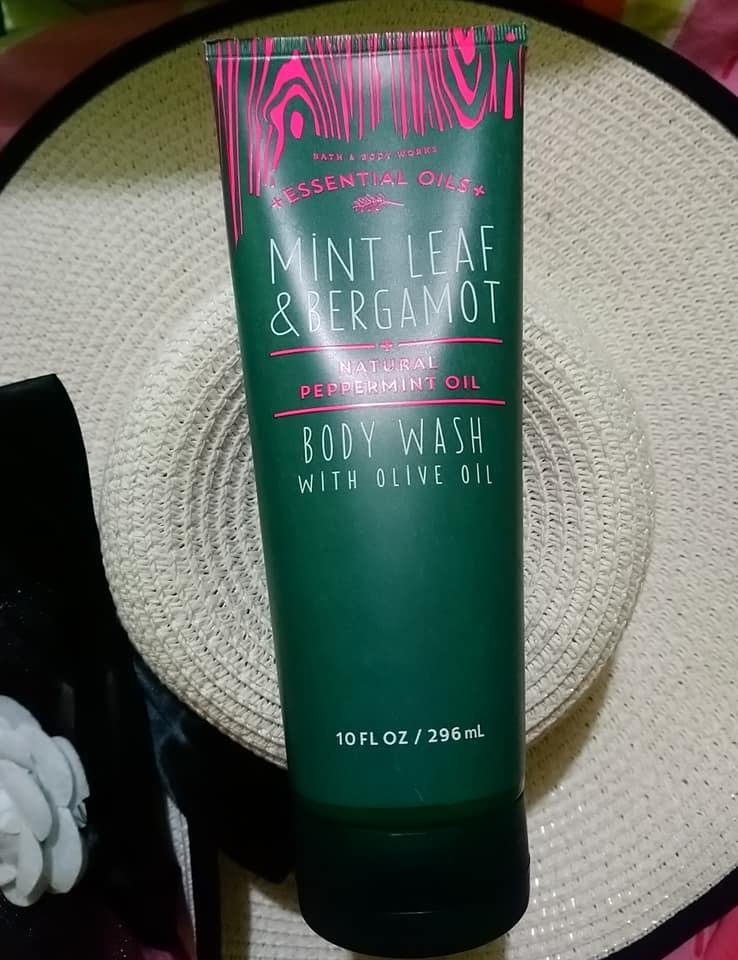 BATH & BODY WORKS
+ESSENTIAL OILS+
MiNT LEAF
& BERGAMOT
NATURAL
PEPPERMINT OIL
BODY WASH
WiTH OLiVE OiL
10 FL OZ / 296 mL